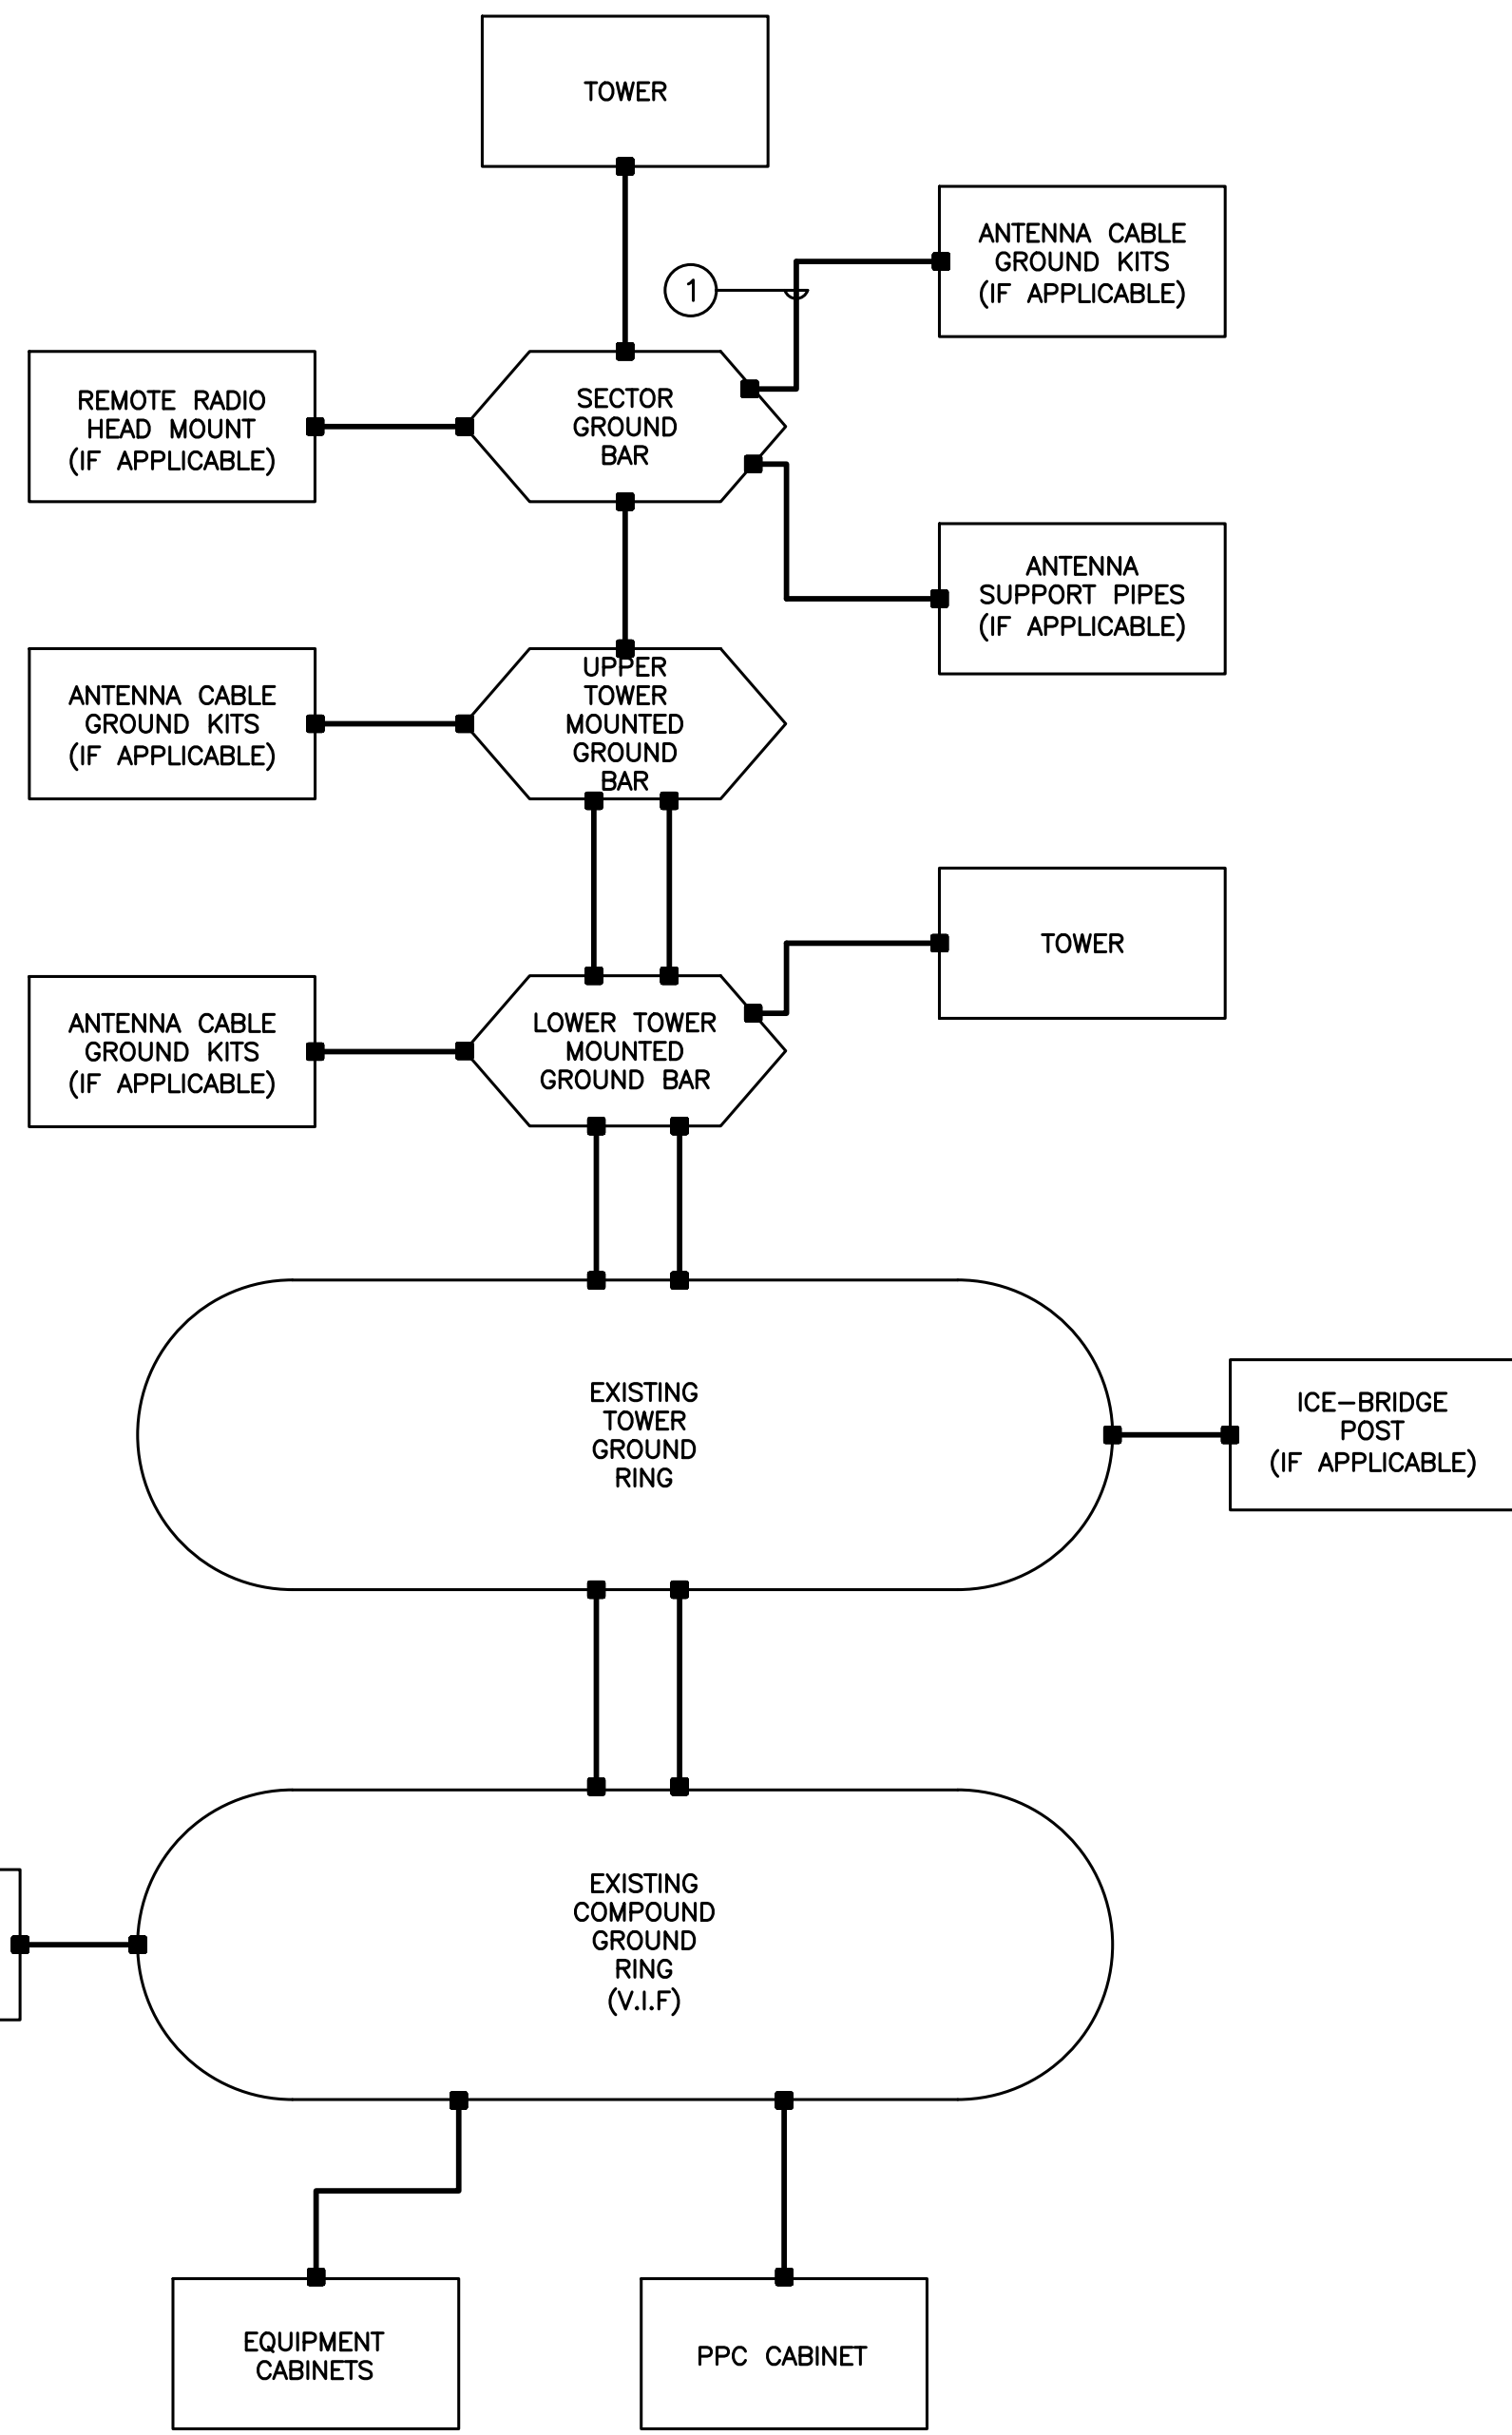 TOWER
ANTENNA CABLE
GROUND KITS
(IF APPLICABLE)
1
REMOTE RADIO
HEAD MOUNT
(IF APPLICABLE)
SECTOR
GROUND
BAR
ANTENNA
SUPPORT PIPES
(IF APPLICABLE)
ANTENNA CABLE
GROUND KITS
(IF APPLICABLE)
UPPER
TOWER
MOUNTED
GROUND
BAR
TOWER
ANTENNA CABLE
GROUND KITS
(IF APPLICABLE)
LOWER TOWER
MOUNTED
GROUND BAR
EXISTING
TOWER
GROUND
RING
ICE-BRIDGE
POST
(IF APPLICABLE)
EXISTING
COMPOUND
GROUND
RING
(V.I.F)
EQUIPMENT
CABINETS
PPC CABINET